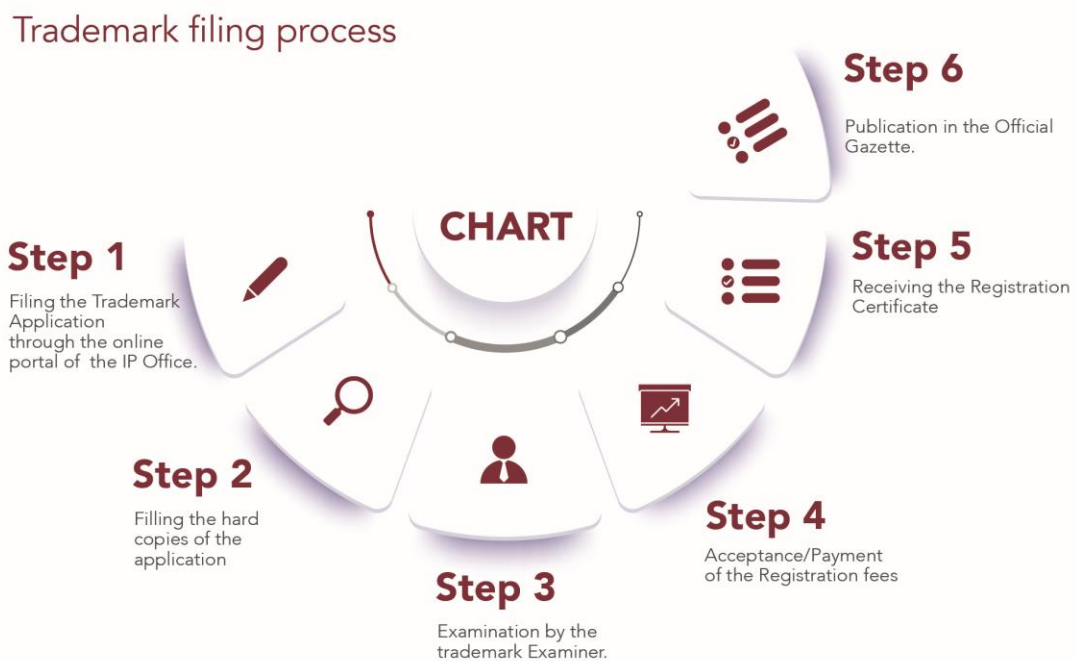 Trademark filing process
CHART
Step 1
Filing the Trademark
Application
through the online
portal of the IP Office.
Step 2
Filling the hard
copies of the
application
Step 3
Examination by the
trademark Examiner.
Step 4
Acceptance/Payment
of the Registration fees
Step 5
Receiving the Registration
Certificate
Step 6
Publication in the Official
Gazette.